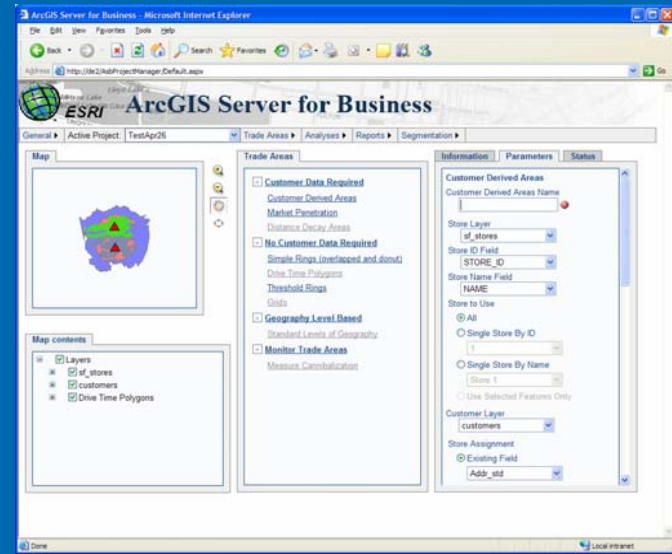 ArcGIS Server for Business - Microsoft Internet Explorer
File Edit View Favorites Tools Help
Back Search Favorites
Address http://de2/AsbProjectManager/Default.aspx Go
ESRI ArcGIS Server for Business
General Active Project: TestApr26 Trade Areas Analyses Reports Segmentation
Map
Map contents
Layers
sf_stores
customers
Drive Time Polygons
Trade Areas
Customer Data Required
Customer Derived Areas
Market Penetration
Distance Decay Areas
No Customer Data Required
Simple Rings (overlapped and donut)
Drive Time Polygons
Threshold Rings
Grids
Geography Level Based
Standard Levels of Geography
Monitor Trade Areas
Measure Cannibalization
Information Parameters Status
Customer Derived Areas
Customer Derived Areas Name
Store Layer
sf_stores
Store ID Field
STORE_ID
Store Name Field
NAME
Store to Use
All
Single Store By ID
1
Single Store By Name
Store 1
Use Selected Features Only
Customer Layer
customers
Store Assignment
Existing Field
Addr_std
Done Local intranet